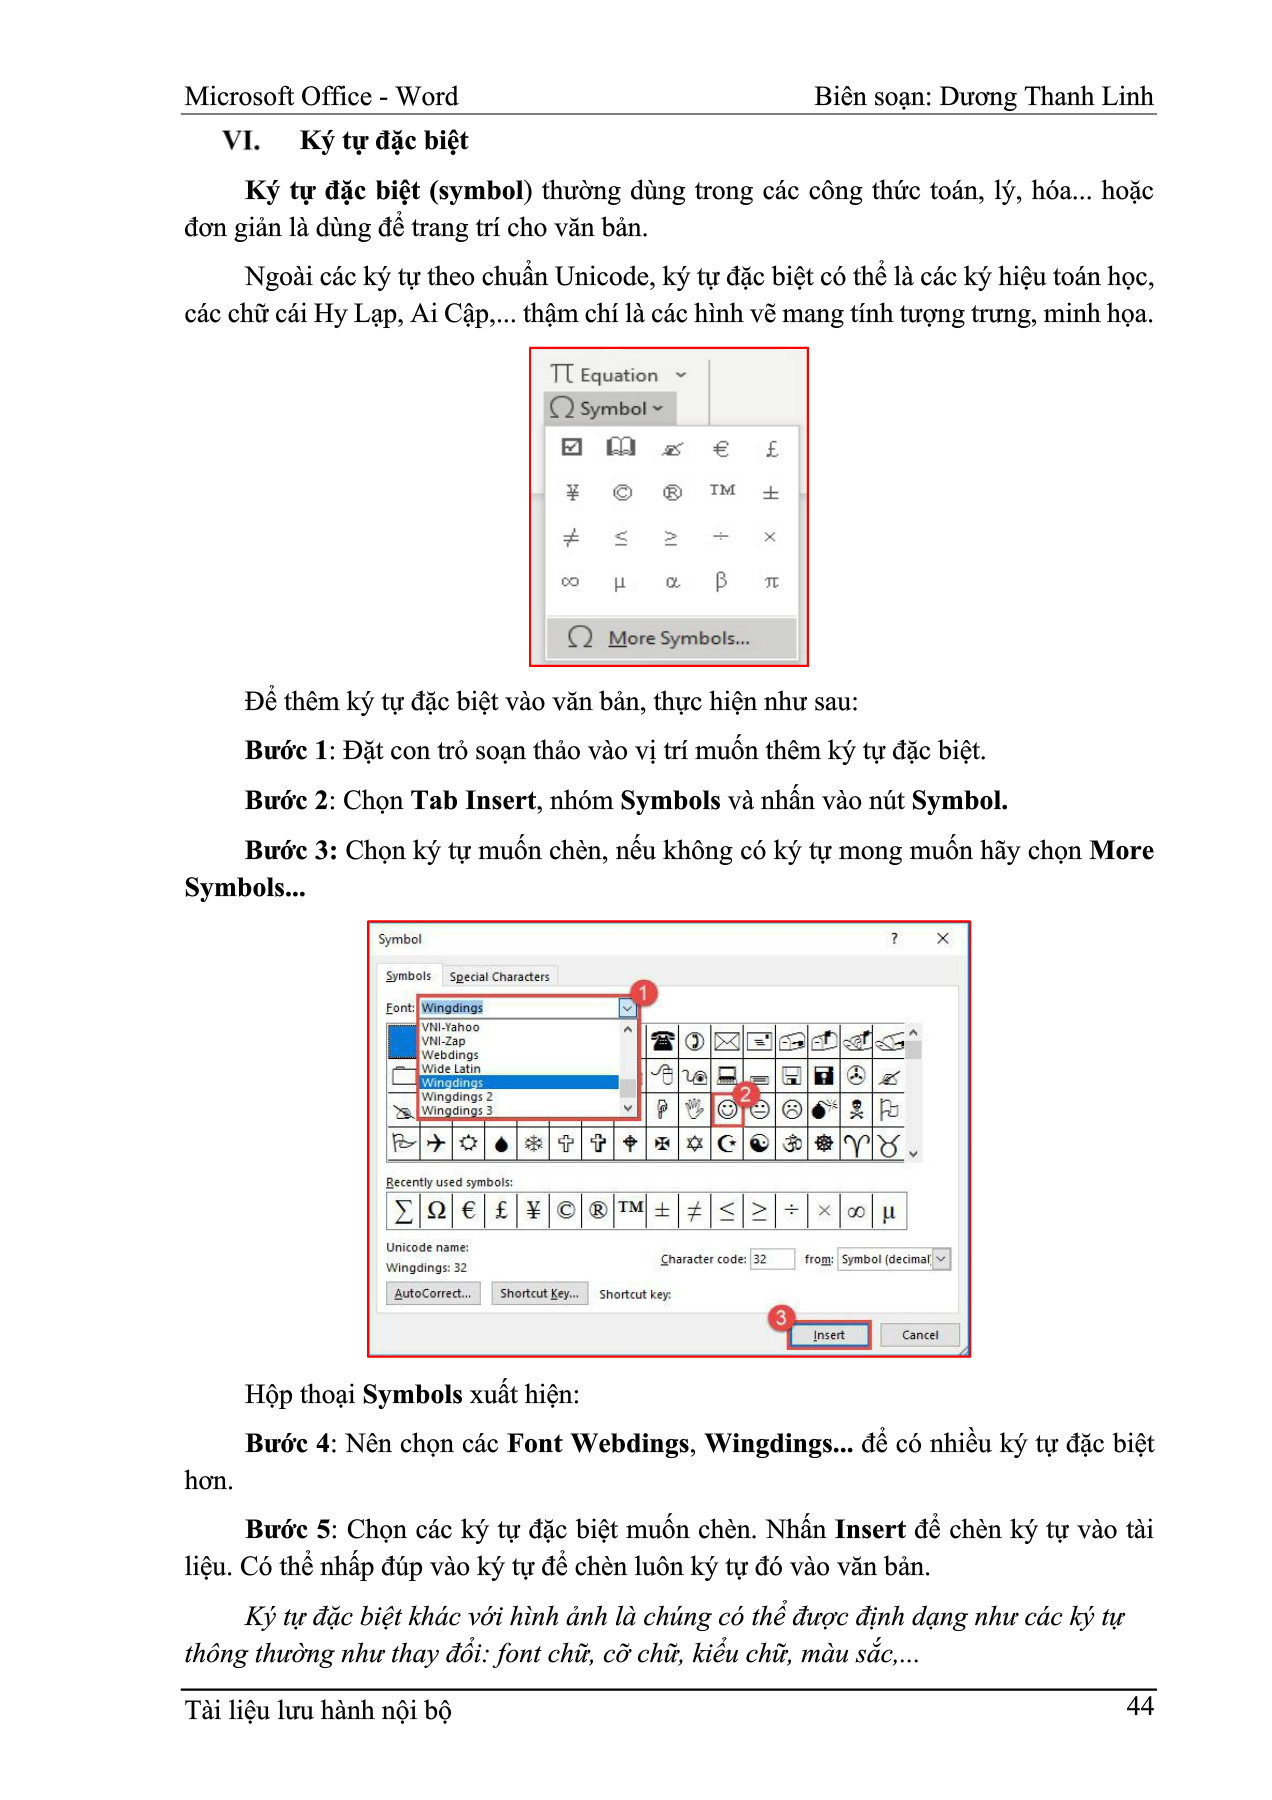 Microsoft Office - Word Biên soạn: Dương Thanh Linh
VI. Ký tự đặc biệt
Ký tự đặc biệt (symbol) thường dùng trong các công thức toán, lý, hóa... hoặc
đơn giản là dùng để trang trí cho văn bản.
Ngoài các ký tự theo chuẩn Unicode, ký tự đặc biệt có thể là các ký hiệu toán học,
các chữ cái Hy Lạp, Ai Cập,... thậm chí là các hình vẽ mang tính tượng trưng, minh họa.
π Equation
Ω Symbol
€ £
¥ © ® ™ ±
≠ ≤ ≥ ÷ ×
∞ µ α β π
Ω More Symbols...
Để thêm ký tự đặc biệt vào văn bản, thực hiện như sau:
Bước 1: Đặt con trỏ soạn thảo vào vị trí muốn thêm ký tự đặc biệt.
Bước 2: Chọn Tab Insert, nhóm Symbols và nhấn vào nút Symbol.
Bước 3: Chọn ký tự muốn chèn, nếu không có ký tự mong muốn hãy chọn More
Symbols...
Symbol ? ×
Symbols Special Characters
1
Font: Wingdings
VNI-Yahoo
VNI-Zap
Webdings
Wide Latin
Wingdings
Wingdings 2
Wingdings 3
2
Recently used symbols:
∑ Ω € £ ¥ © ® ™ ± ≠ ≤ ≥ ÷ × ∞ µ
Unicode name:
Wingdings: 32
Character code: 32 from: Symbol (decimal
AutoCorrect... Shortcut Key... Shortcut key:
3
Insert Cancel
Hộp thoại Symbols xuất hiện:
Bước 4: Nên chọn các Font Webdings, Wingdings... để có nhiều ký tự đặc biệt
hơn.
Bước 5: Chọn các ký tự đặc biệt muốn chèn. Nhấn Insert để chèn ký tự vào tài
liệu. Có thể nhấp đúp vào ký tự để chèn luôn ký tự đó vào văn bản.
Ký tự đặc biệt khác với hình ảnh là chúng có thể được định dạng như các ký tự
thông thường như thay đổi: font chữ, cỡ chữ, kiểu chữ, màu sắc,...
Tài liệu lưu hành nội bộ 44